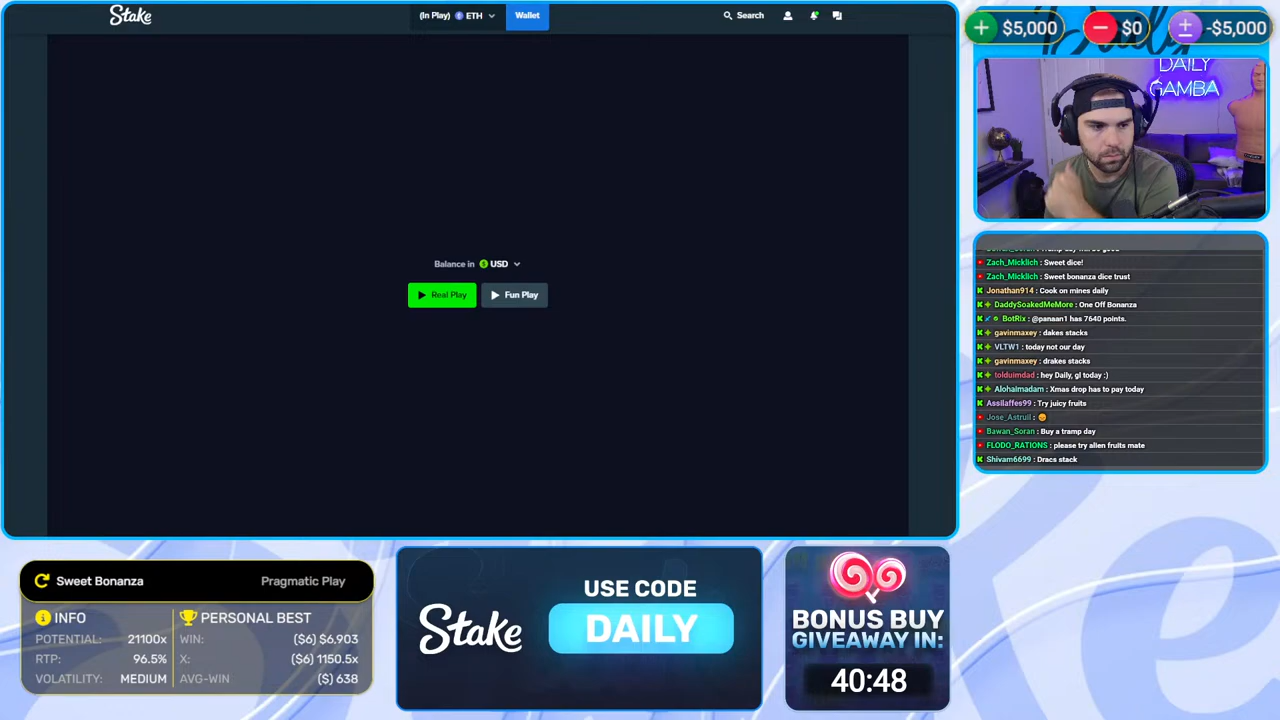 Stake
(In Play) ETH
Wallet
Search
$5,000
$0
-$5,000
DAILY
GAMBA
Balance in USD
Real Play
Fun Play
Zach_Micklich : Sweet dice!
Zach_Micklich : Sweet bonanza dice trust
Jonathan914 : Cook on mines daily
DaddySoakedMeMore : One Off Bonanza
BotRix : @panaan1 has 7640 points.
gavinmaxey : dakes stacks
VLTW1 : today not our day
gavinmaxey : drakes stacks
tolduimdad : hey Daily, gl today :)
Alohaimadam : Xmas drop has to pay today
Assilaffes99 : Try juicy fruits
Jose_Astruil :
Bawan_Soran : Buy a tramp day
FLODO_RATIONS : please try alien fruits mate
Shivam6699 : Dracs stack
Sweet Bonanza
Pragmatic Play
INFO
POTENTIAL: 21100x
RTP: 96.5%
VOLATILITY: MEDIUM
PERSONAL BEST
WIN: ($6) $6,903
X: ($6) 1150.5x
AVG-WIN ($) 638
Stake
USE CODE
DAILY
BONUS BUY
GIVEAWAY IN:
40:48